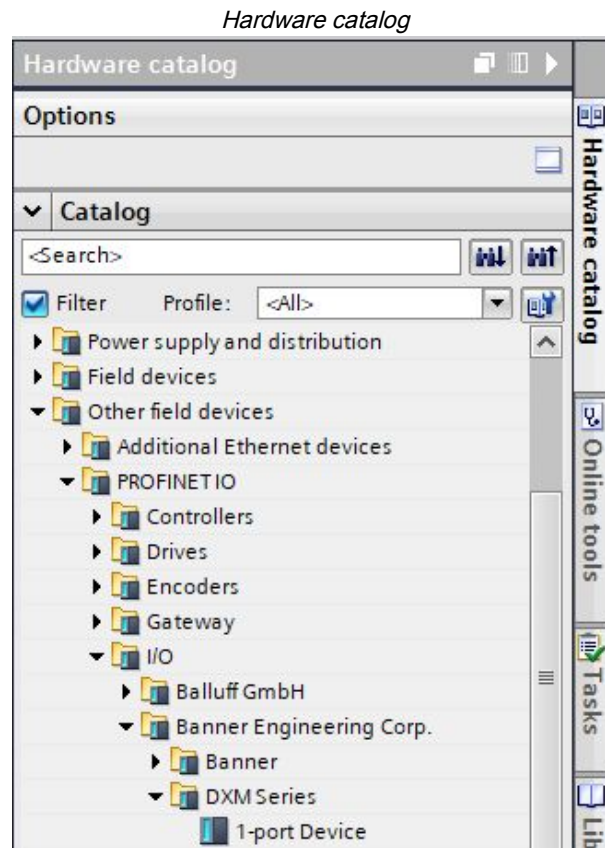 Hardware catalog
Hardware catalog
Options
Catalog
<Search>
Filter Profile: <All>
Power supply and distribution
Field devices
Other field devices
Additional Ethernet devices
PROFINET IO
Controllers
Drives
Encoders
Gateway
I/O
Balluff GmbH
Banner Engineering Corp.
Banner
DXM Series
1-port Device
Hardware catalog
Online tools
Tasks
Lib